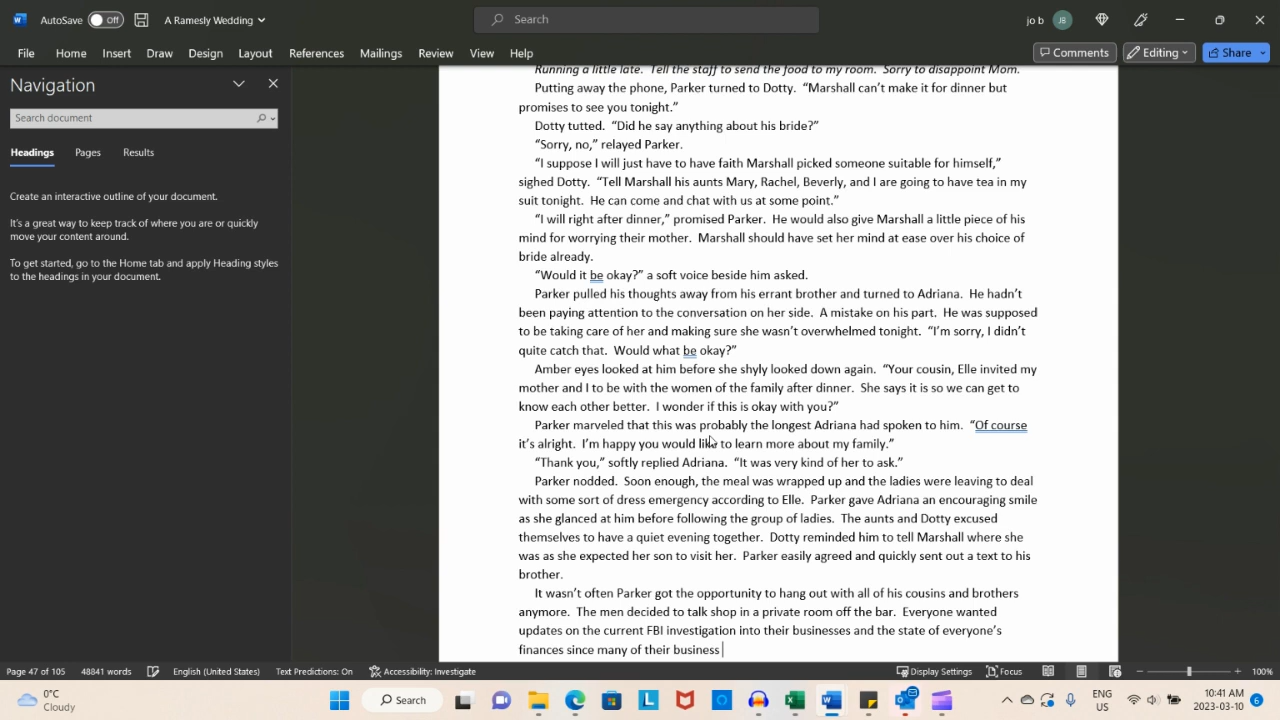 AutoSave Off A Ramesly Wedding Search jo b JB
File Home Insert Draw Design Layout References Mailings Review View Help Comments Editing Share
Navigation
Search document
Headings Pages Results
Create an interactive outline of your document.
It's a great way to keep track of where you are or quickly
move your content around.
To get started, go to the Home tab and apply Heading styles
to the headings in your document.
Running a little late. Tell the staff to send the food to my room. Sorry to disappoint Mom.
Putting away the phone, Parker turned to Dotty. “Marshall can’t make it for dinner but
promises to see you tonight.”
Dotty tutted. “Did he say anything about his bride?”
“Sorry, no,” relayed Parker.
“I suppose I will just have to have faith Marshall picked someone suitable for himself,”
sighed Dotty. “Tell Marshall his aunts Mary, Rachel, Beverly, and I are going to have tea in my
suit tonight. He can come and chat with us at some point.”
“I will right after dinner,” promised Parker. He would also give Marshall a little piece of his
mind for worrying their mother. Marshall should have set her mind at ease over his choice of
bride already.
“Would it be okay?” a soft voice beside him asked.
Parker pulled his thoughts away from his errant brother and turned to Adriana. He hadn’t
been paying attention to the conversation on her side. A mistake on his part. He was supposed
to be taking care of her and making sure she wasn’t overwhelmed tonight. “I’m sorry, I didn’t
quite catch that. Would what be okay?”
Amber eyes looked at him before she shyly looked down again. “Your cousin, Elle invited my
mother and I to be with the women of the family after dinner. She says it is so we can get to
know each other better. I wonder if this is okay with you?”
Parker marveled that this was probably the longest Adriana had spoken to him. “Of course
it’s alright. I’m happy you would like to learn more about my family.”
“Thank you,” softly replied Adriana. “It was very kind of her to ask.”
Parker nodded. Soon enough, the meal was wrapped up and the ladies were leaving to deal
with some sort of dress emergency according to Elle. Parker gave Adriana an encouraging smile
as she glanced at him before following the group of ladies. The aunts and Dotty excused
themselves to have a quiet evening together. Dotty reminded him to tell Marshall where she
was as she expected her son to visit her. Parker easily agreed and quickly sent out a text to his
brother.
It wasn’t often Parker got the opportunity to hang out with all of his cousins and brothers
anymore. The men decided to talk shop in a private room off the bar. Everyone wanted
updates on the current FBI investigation into their businesses and the state of everyone’s
finances since many of their business
Page 47 of 105 48841 words English (United States) Text Predictions: On Accessibility: Investigate Display Settings Focus 100%
0°C
Cloudy
Search
ENG
US
10:41 AM
2023-03-10
6